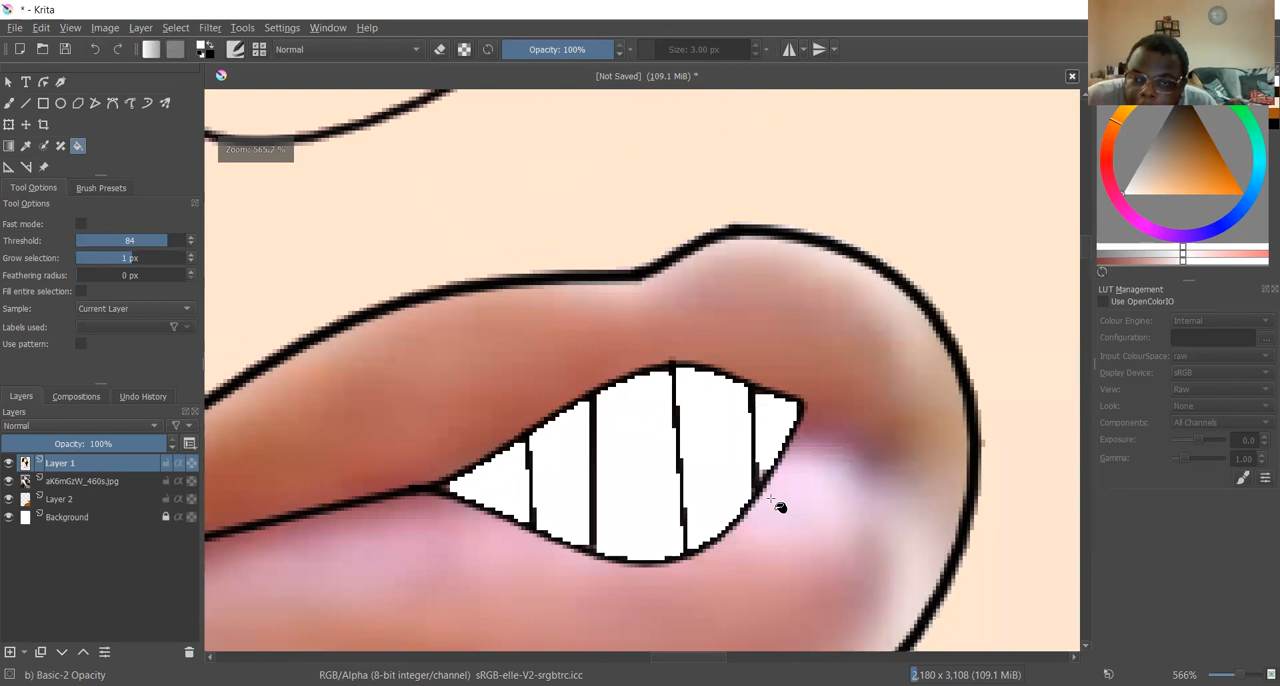 * - Krita
File Edit View Image Layer Select Filter Tools Settings Window Help
Normal Opacity: 100% Size: 3.00 px
[Not Saved] (109.1 MiB) *
Zoom: 565.7 %
Tool Options Brush Presets
Tool Options
Fast mode:
Threshold: 84
Grow selection: 1 px
Feathering radius: 0 px
Fill entire selection:
Sample: Current Layer
Labels used:
Use pattern:
Layers Compositions Undo History
Layers
Normal
Opacity: 100%
Layer 1
aK6mGzW_460s.jpg
Layer 2
Background
LUT Management
Use OpenColorIO
Colour Engine: Internal
Configuration: ...
Input ColourSpace: raw
Display Device: sRGB
View: Raw
Look: None
Components: All Channels
Exposure: 0.0
Gamma: 1.00
b) Basic-2 Opacity
RGB/Alpha (8-bit integer/channel) sRGB-elle-V2-srgbtrc.icc
2,180 x 3,108 (109.1 MiB)
566%